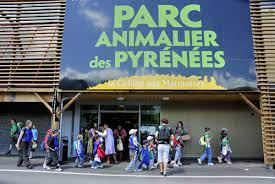 PARC
ANIMALIER
des PYRÉNÉES
la Colline aux Marmottes